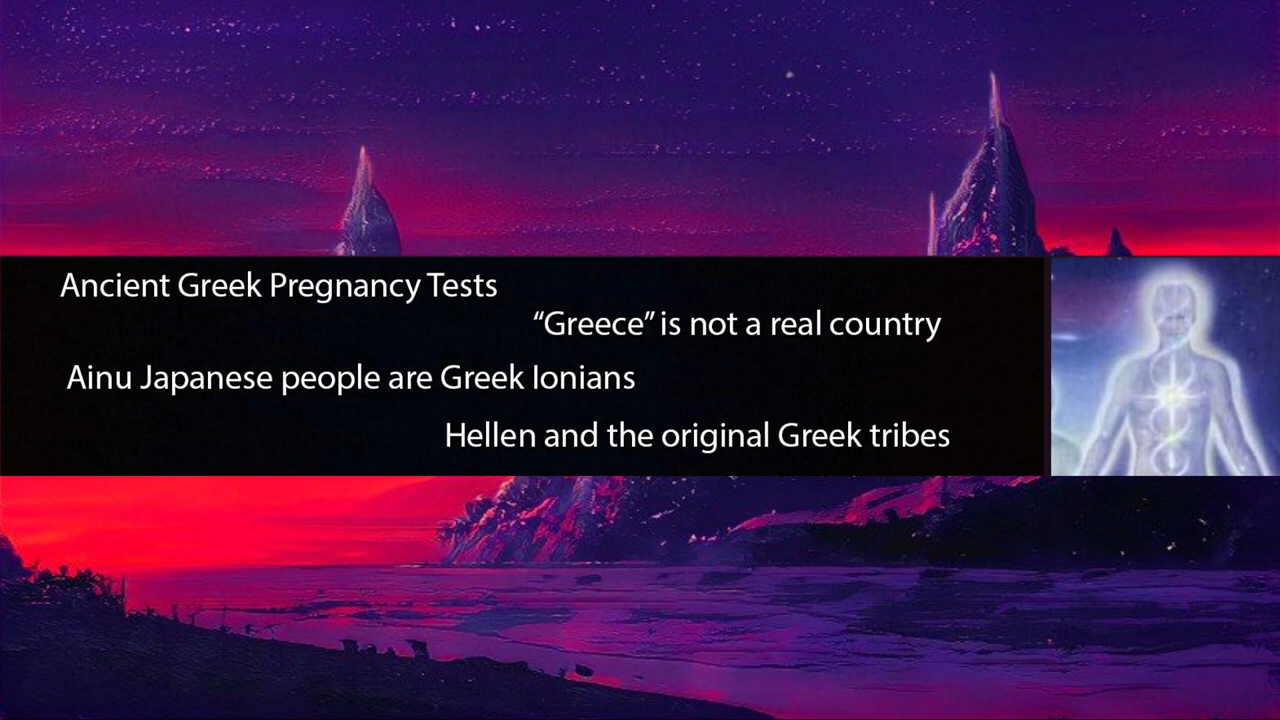 Ancient Greek Pregnancy Tests
“Greece” is not a real country
Ainu Japanese people are Greek Ionians
Hellen and the original Greek tribes